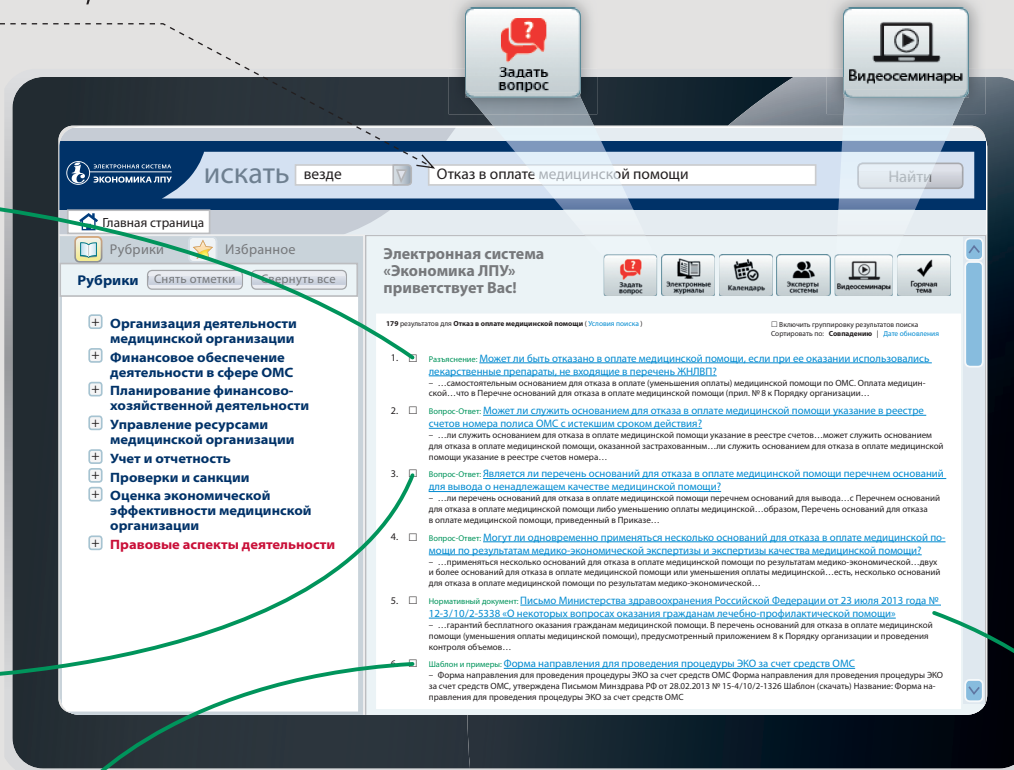 Задать
вопрос
Видеосеминары
ЭЛЕКТРОННАЯ СИСТЕМА
ЭКОНОМИКА ЛПУ
искать
везде
Отказ в оплате медицинской помощи
Найти
Главная страница
Рубрики
Избранное
Рубрики
Снять отметки
Свернуть все
Организация деятельности
медицинской организации
Финансовое обеспечение
деятельности в сфере ОМС
Планирование финансово-
хозяйственной деятельности
Управление ресурсами
медицинской организации
Учет и отчетность
Проверки и санкции
Оценка экономической
эффективности медицинской
организации
Правовые аспекты деятельности
Электронная система
«Экономика ЛПУ»
приветствует Вас!
Задать
вопрос
Электронные
журналы
Календарь
Эксперты
системы
Видеосеминары
Горячая
тема
179 результатов для Отказ в оплате медицинской помощи ( Условия поиска )
Включить группировку результатов поиска
Сортировать по: Совпадению | Дате обновления
1. Разъяснение: Может ли быть отказано в оплате медицинской помощи, если при ее оказании использовались
лекарственные препараты, не входящие в перечень ЖНЛВП?
– …самостоятельным основанием для отказа в оплате (уменьшения оплаты) медицинской помощи по ОМС. Оплата медицин-
ской…что в Перечне оснований для отказа в оплате медицинской помощи (прил. № 8 к Порядку организации…
2. Вопрос-Ответ: Может ли служить основанием для отказа в оплате медицинской помощи указание в реестре
счетов номера полиса ОМС с истекшим сроком действия?
– …ли служить основанием для отказа в оплате медицинской помощи указание в реестре счетов…может служить основанием
для отказа в оплате медицинской помощи, оказанной застрахованным…ли служить основанием для отказа в оплате медицинской
помощи указание в реестре счетов номера…
3. Вопрос-Ответ: Является ли перечень оснований для отказа в оплате медицинской помощи перечнем оснований
для вывода о ненадлежащем качестве медицинской помощи?
– …ли перечень оснований для отказа в оплате медицинской помощи перечнем оснований для вывода…с Перечнем оснований
для отказа в оплате медицинской помощи либо уменьшению оплаты медицинской…образом, Перечень оснований для отказа
в оплате медицинской помощи, приведенный в Приказе…
4. Вопрос-Ответ: Могут ли одновременно применяться несколько оснований для отказа в оплате медицинской по-
мощи по результатам медико-экономической экспертизы и экспертизы качества медицинской помощи?
– …применяться несколько оснований для отказа в оплате медицинской помощи по результатам медико-экономической…двух
и более оснований для отказа в оплате медицинской помощи или уменьшения оплаты медицинской…есть, несколько оснований
для отказа в оплате медицинской помощи по результатам медико-экономической…
5. Нормативный документ: Письмо Министерства здравоохранения Российской Федерации от 23 июля 2013 года №
12-3/10/2-5338 «О некоторых вопросах оказания гражданам лечебно-профилактической помощи»
– …гарантий бесплатного оказания гражданам медицинской помощи. В перечень оснований для отказа в оплате медицинской
помощи (уменьшения оплаты медицинской помощи), предусмотренный приложением 8 к Порядку организации и проведения
контроля объемов…
6. Шаблон и примеры: Форма направления для проведения процедуры ЭКО за счет средств ОМС
– Форма направления для проведения процедуры ЭКО за счет средств ОМС Форма направления для проведения процедуры ЭКО
за счет средств ОМС, утверждена Письмом Минздрава РФ от 28.02.2013 № 15-4/10/2-1326 Шаблон (скачать) Название: Форма на-
правления для проведения процедуры ЭКО за счет средств ОМС